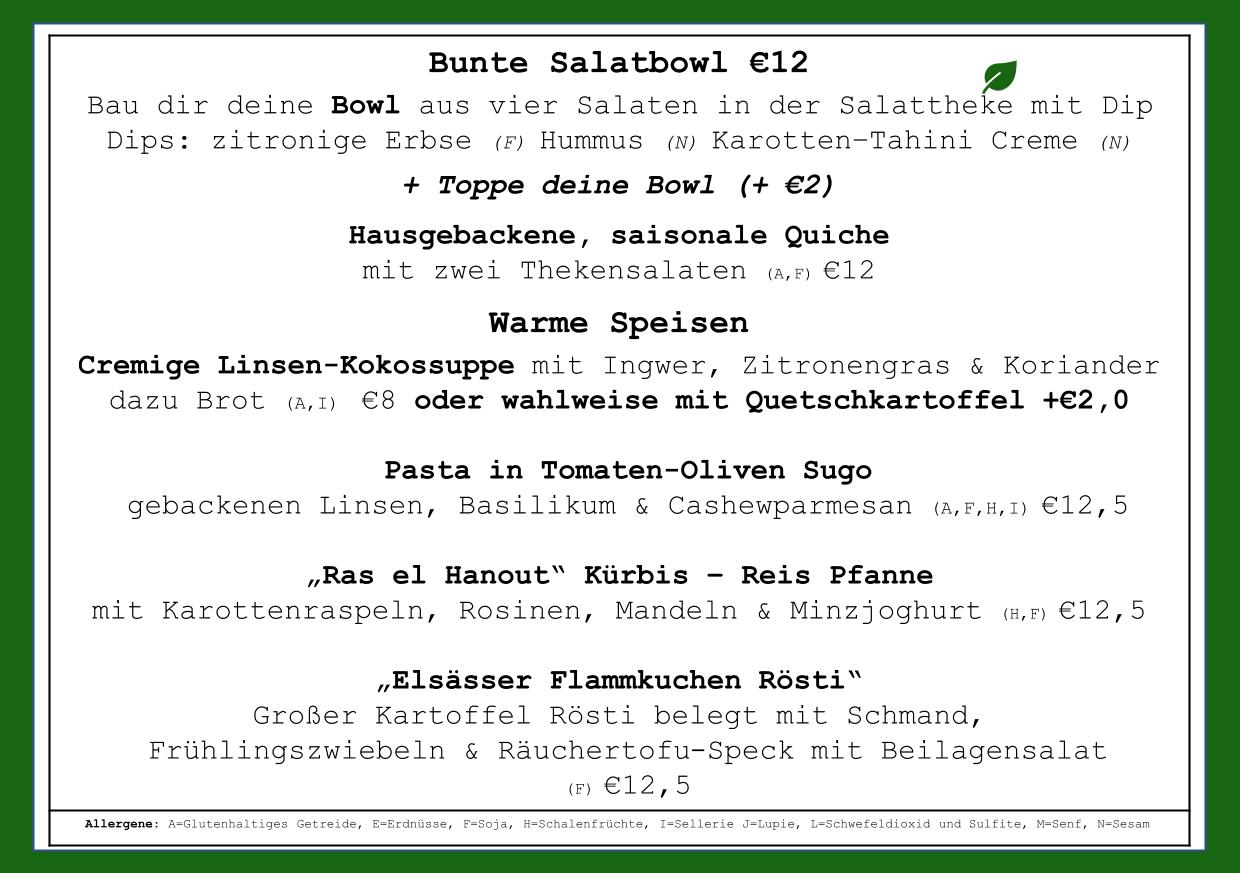 Bunte Salatbowl €12
Bau dir deine Bowl aus vier Salaten in der Salattheke mit Dip
Dips: zitronige Erbse (F) Hummus (N) Karotten–Tahini Creme (N)
+ Toppe deine Bowl (+ €2)
Hausgebackene, saisonale Quiche
mit zwei Thekensalaten (A,F) €12
Warme Speisen
Cremige Linsen-Kokossuppe mit Ingwer, Zitronengras & Koriander
dazu Brot (A,I) €8 oder wahlweise mit Quetschkartoffel +€2,0
Pasta in Tomaten-Oliven Sugo
gebackenen Linsen, Basilikum & Cashewparmesan (A,F,H,I) €12,5
„Ras el Hanout“ Kürbis – Reis Pfanne
mit Karottenraspeln, Rosinen, Mandeln & Minzjoghurt (H,F) €12,5
„Elsässer Flammkuchen Rösti“
Großer Kartoffel Rösti belegt mit Schmand,
Frühlingszwiebeln & Räuchertofu-Speck mit Beilagensalat
(F) €12,5
Allergene: A=Glutenhaltiges Getreide, E=Erdnüsse, F=Soja, H=Schalenfrüchte, I=Sellerie J=Lupie, L=Schwefeldioxid und Sulfite, M=Senf, N=Sesam